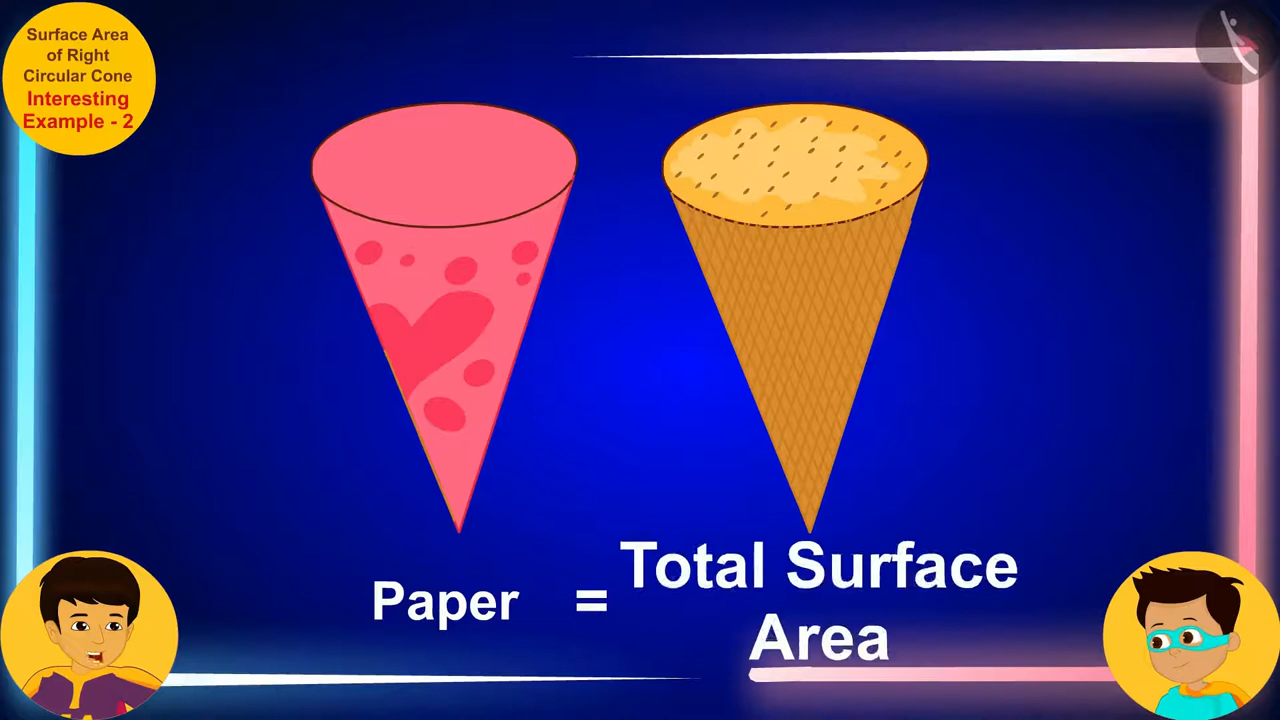 Surface Area
of Right
Circular Cone
Interesting
Example - 2
Paper = Total Surface
Area